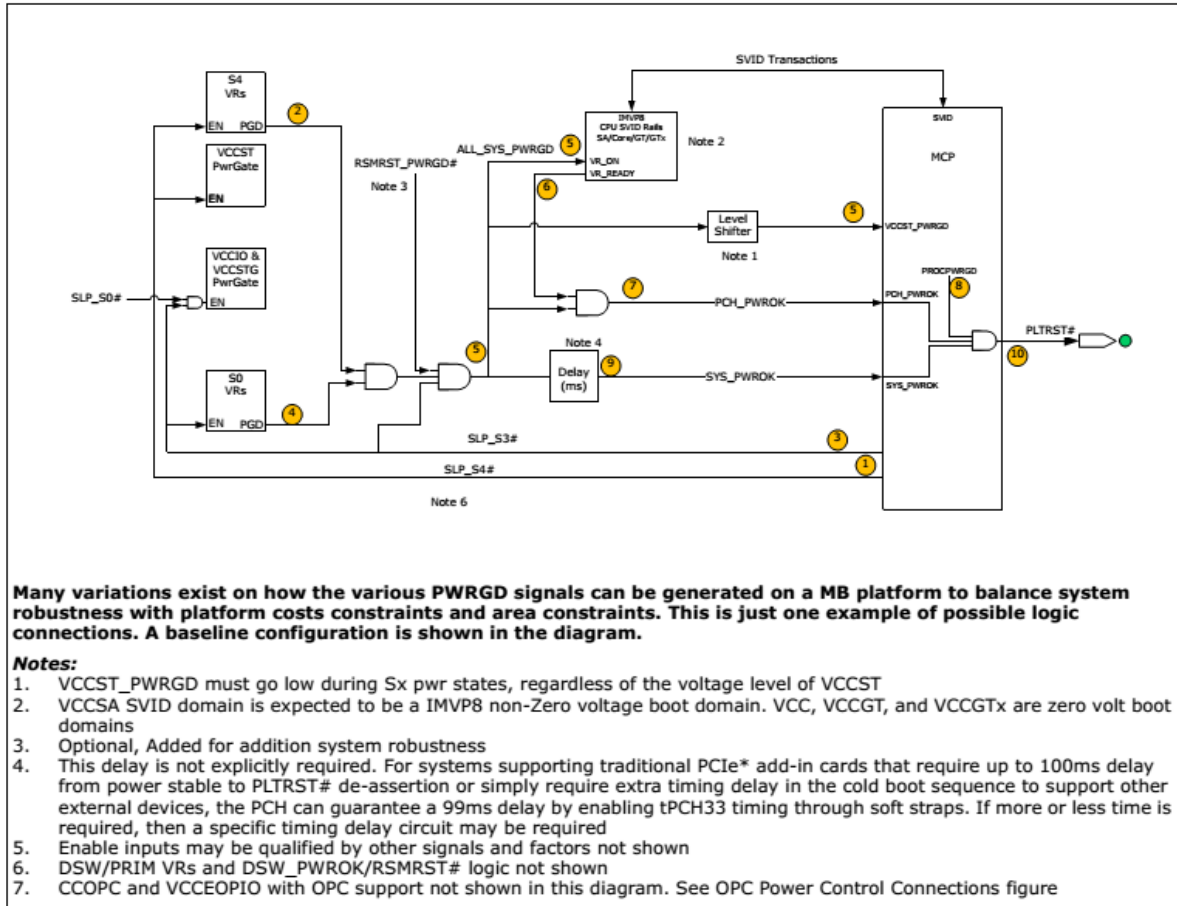 SVID Transactions
S4
VRs
EN PGD
2
VCCST
PwrGate
EN
RSMRST_PWRGD#
Note 3
ALL_SYS_PWRGD
5
IMVP8
CPU SVID Rails
SA/Core/GT/GTx
VR_ON
VR_READY
Note 2
6
SVID
MCP
Level
Shifter
Note 1
5
VCCST_PWRGD
VCCIO &
VCCSTG
PwrGate
EN
SLP_S0#
7
PCH_PWROK
PCH_PWROK
PROCPWRGD
8
PLTRST#
10
5
Note 4
Delay
(ms)
9
SYS_PWROK
SYS_PWROK
S0
VRs
EN PGD
4
SLP_S3#
3
SLP_S4#
1
Note 6
Many variations exist on how the various PWRGD signals can be generated on a MB platform to balance system
robustness with platform costs constraints and area constraints. This is just one example of possible logic
connections. A baseline configuration is shown in the diagram.
Notes:
1. VCCST_PWRGD must go low during Sx pwr states, regardless of the voltage level of VCCST
2. VCCSA SVID domain is expected to be a IMVP8 non-Zero voltage boot domain. VCC, VCCGT, and VCCGTx are zero volt boot
domains
3. Optional, Added for addition system robustness
4. This delay is not explicitly required. For systems supporting traditional PCIe* add-in cards that require up to 100ms delay
from power stable to PLTRST# de-assertion or simply require extra timing delay in the cold boot sequence to support other
external devices, the PCH can guarantee a 99ms delay by enabling tPCH33 timing through soft straps. If more or less time is
required, then a specific timing delay circuit may be required
5. Enable inputs may be qualified by other signals and factors not shown
6. DSW/PRIM VRs and DSW_PWROK/RSMRST# logic not shown
7. CCOPC and VCCEOPIO with OPC support not shown in this diagram. See OPC Power Control Connections figure